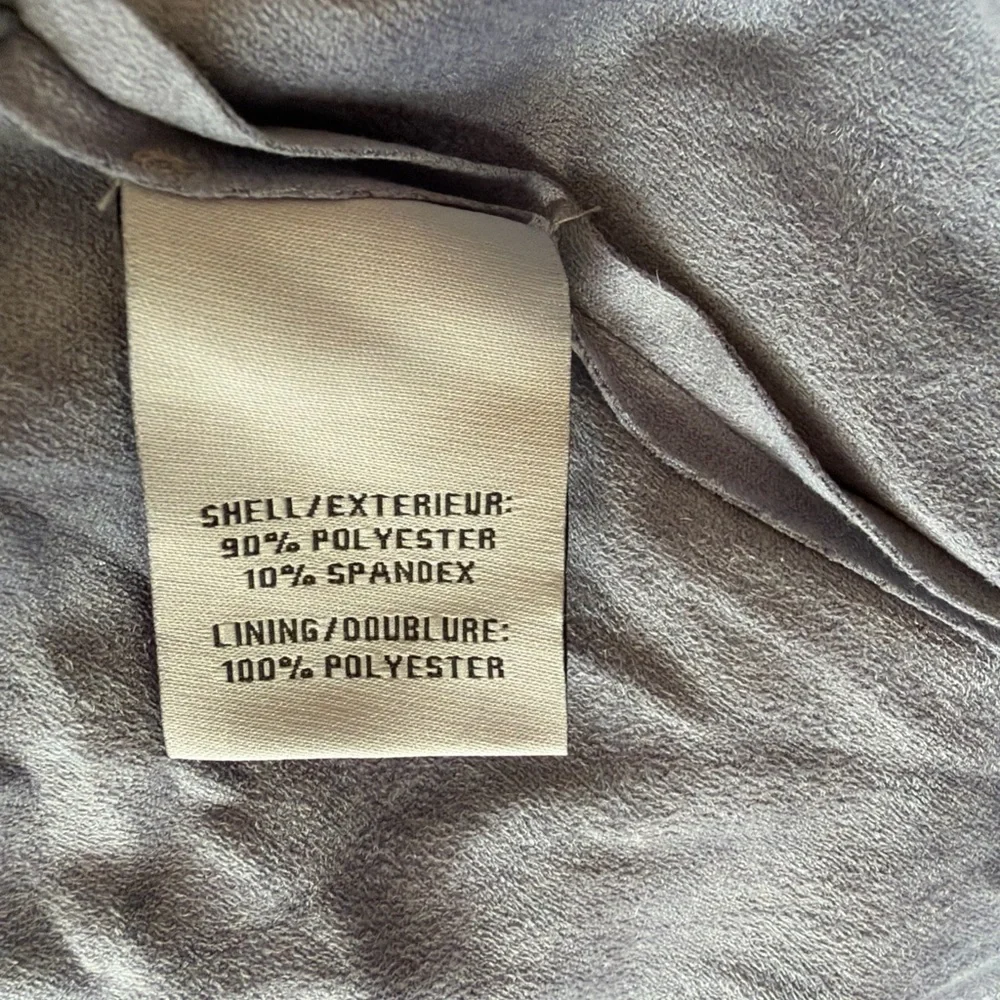 SHELL/EXTERIEUR:
90% POLYESTER
10% SPANDEX
LINING/DOUBLURE:
100% POLYESTER